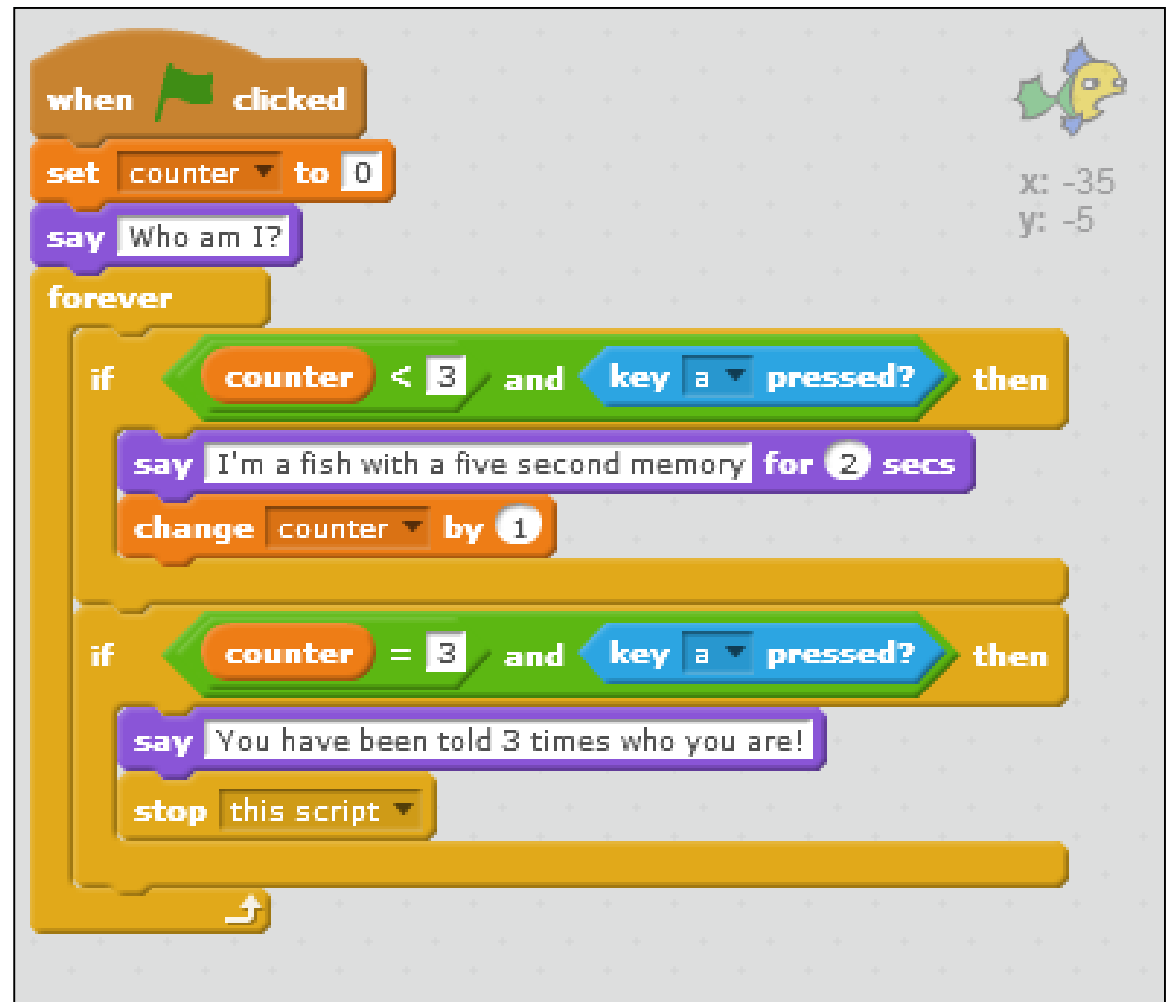 when clicked
x: -35
y: -5
set counter to 0
say Who am I?
forever
if counter < 3 and key a pressed? then
say I'm a fish with a five second memory for 2 secs
change counter by 1
if counter = 3 and key a pressed? then
say You have been told 3 times who you are!
stop this script